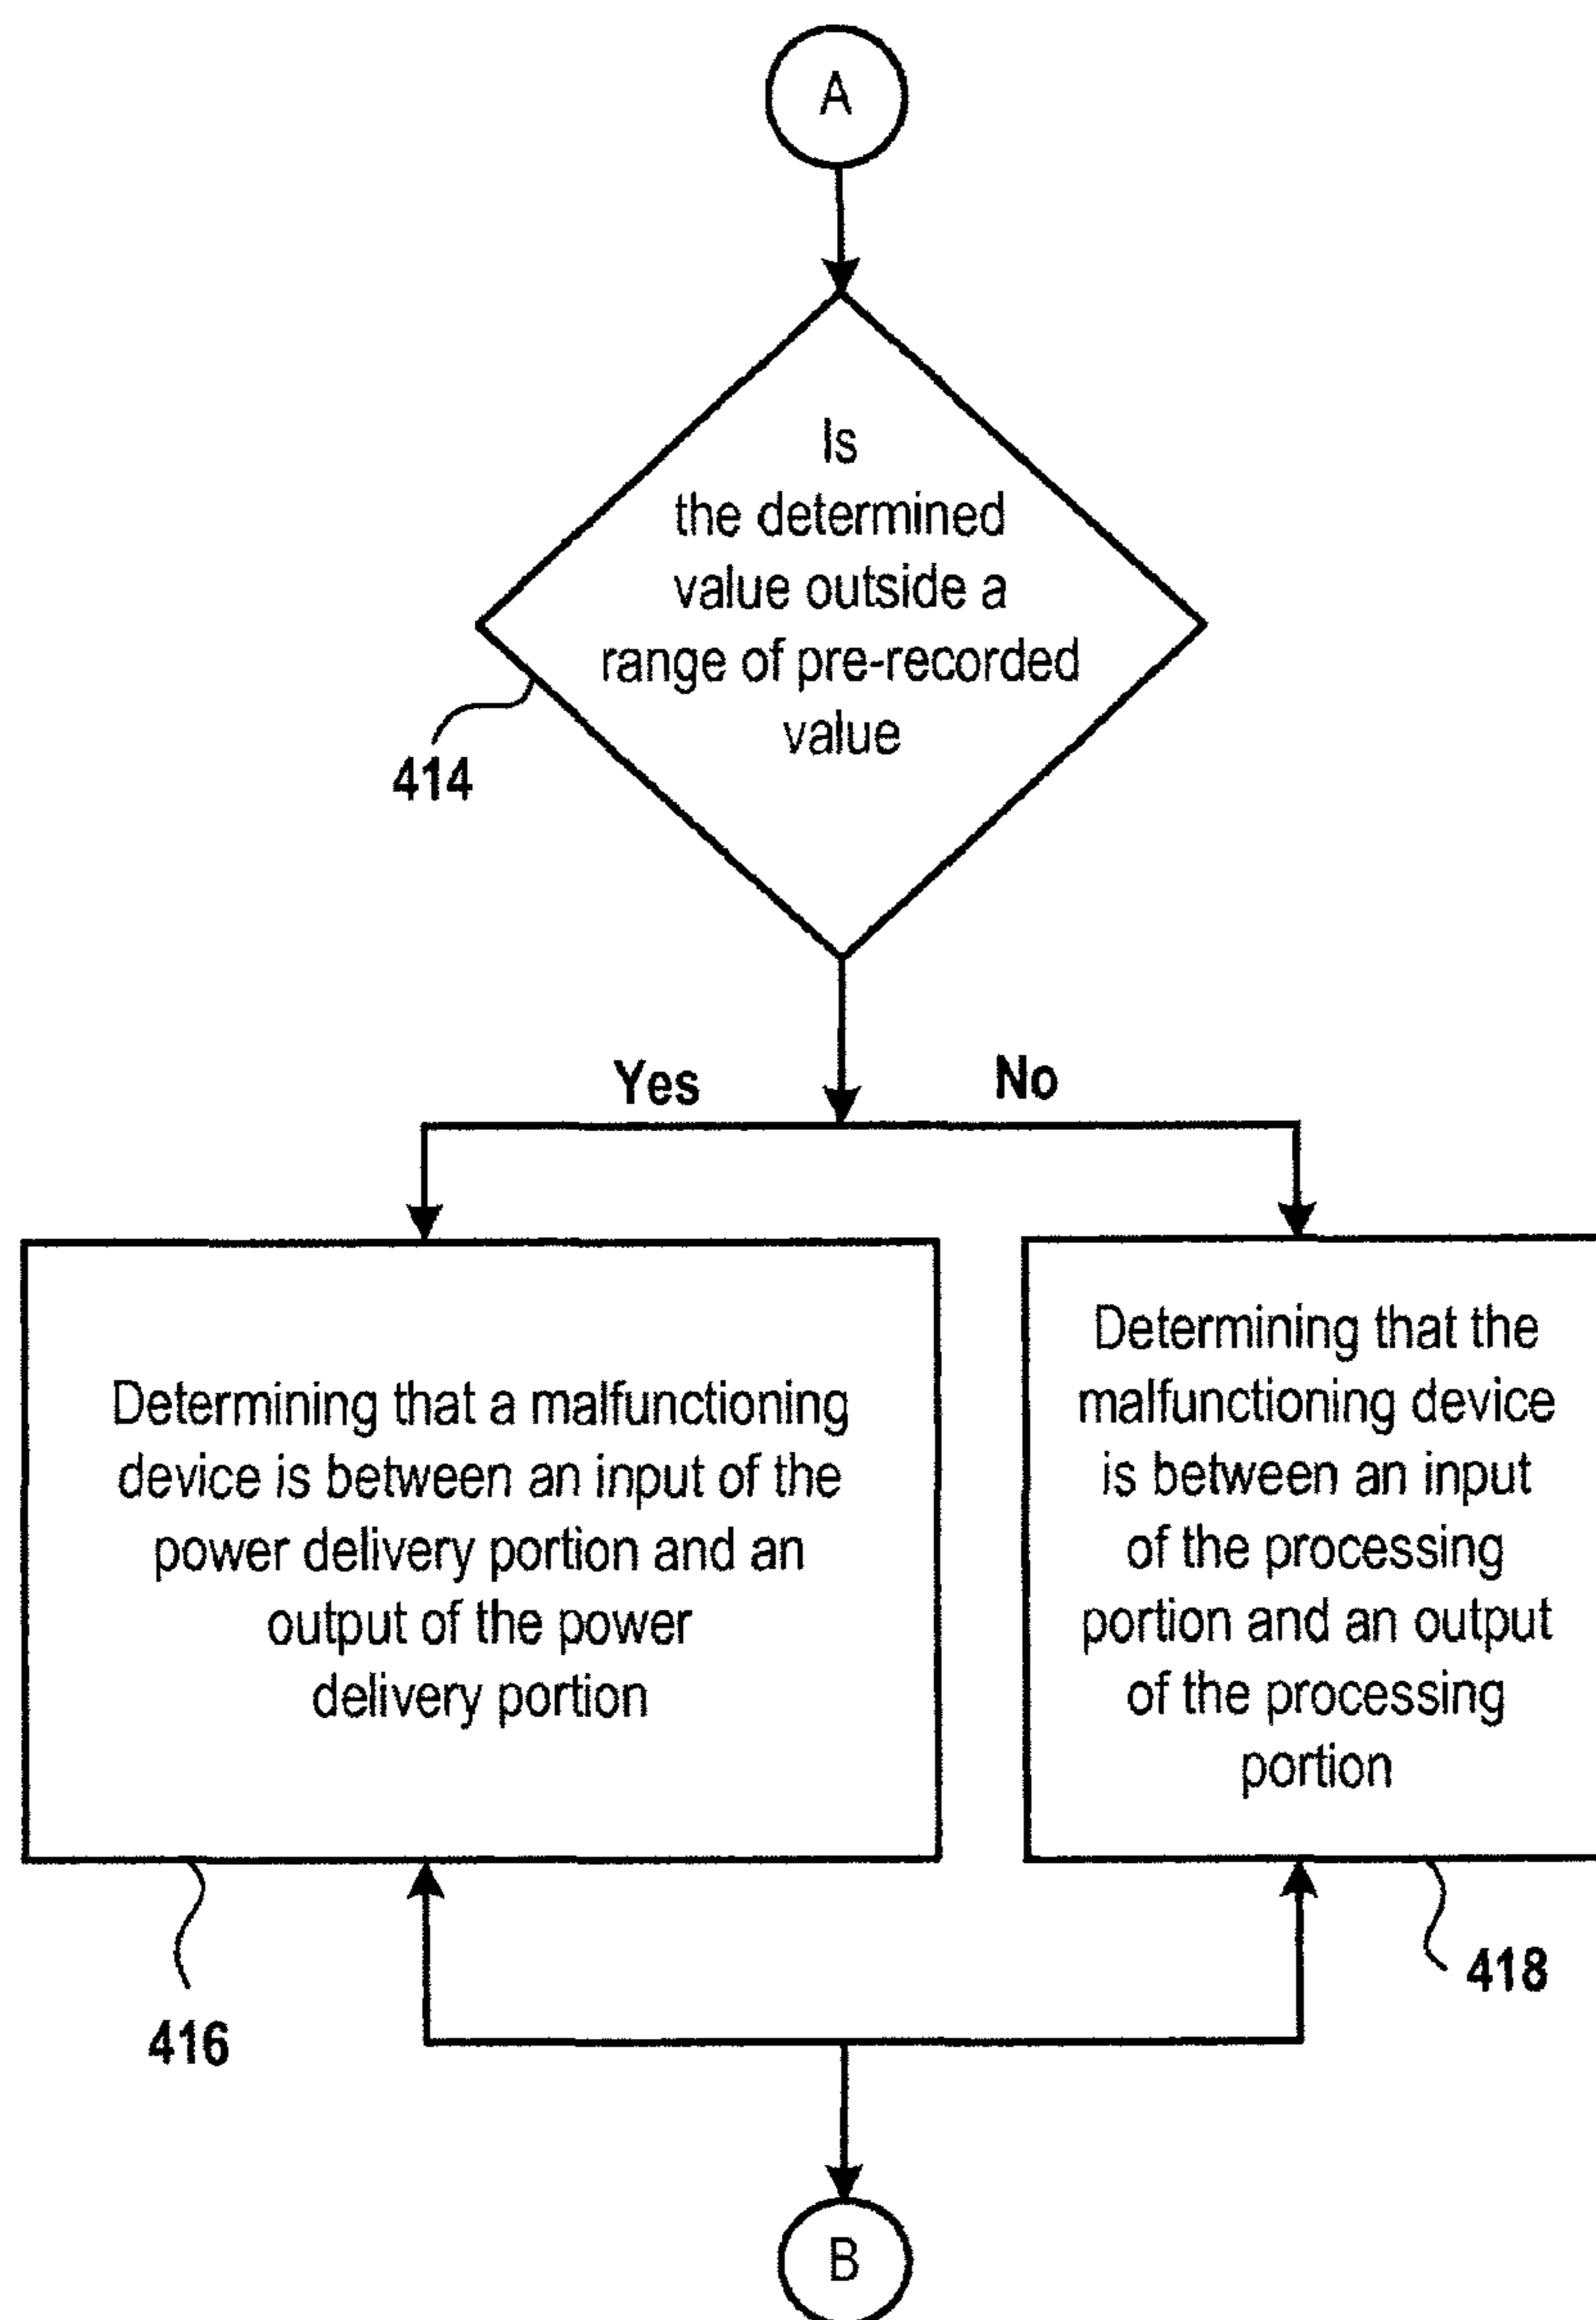 A
Is
the determined
value outside a
range of pre-recorded
value
414
Yes
No
Determining that a malfunctioning
device is between an input of the
power delivery portion and an
output of the power
delivery portion
Determining that the
malfunctioning device
is between an input
of the processing
portion and an output
of the processing
portion
416
418
B